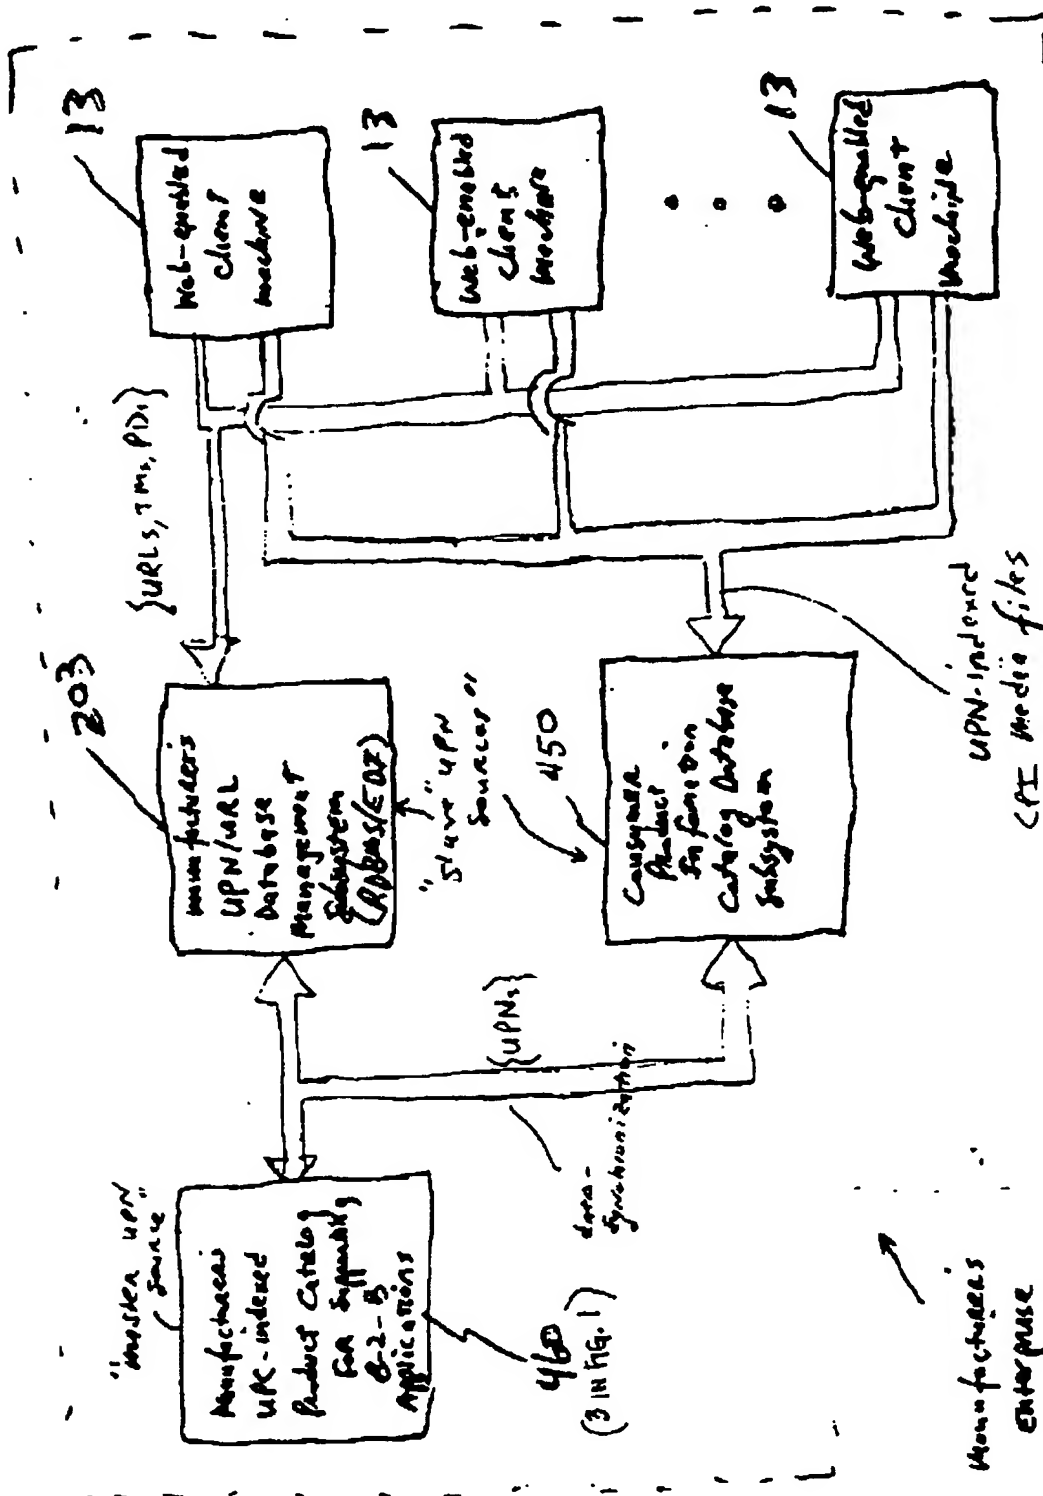 "Master UPN
Source"
Manufacturers
UPC-indexed
Product Catalog
For Supporting
B-2-B
Applications
460
(3 IN FIG. 1)
203
Manufacturers
UPN/URL
Database
Management
Subsystem
(RDBMS/EDI)
{URLs, TMs, PDs}
13
Web-enabled
Client
Machine
{UPNs}
data-
Synchronization
"Slave" UPN
Sources"
450
Consumer
Product
Information
Catalog Database
Subsystem
13
Web-enabled
Client
Machine
13
Web-enabled
Client
Machine
UPN-indexed
CPI media files
Manufacturers
Enterprise